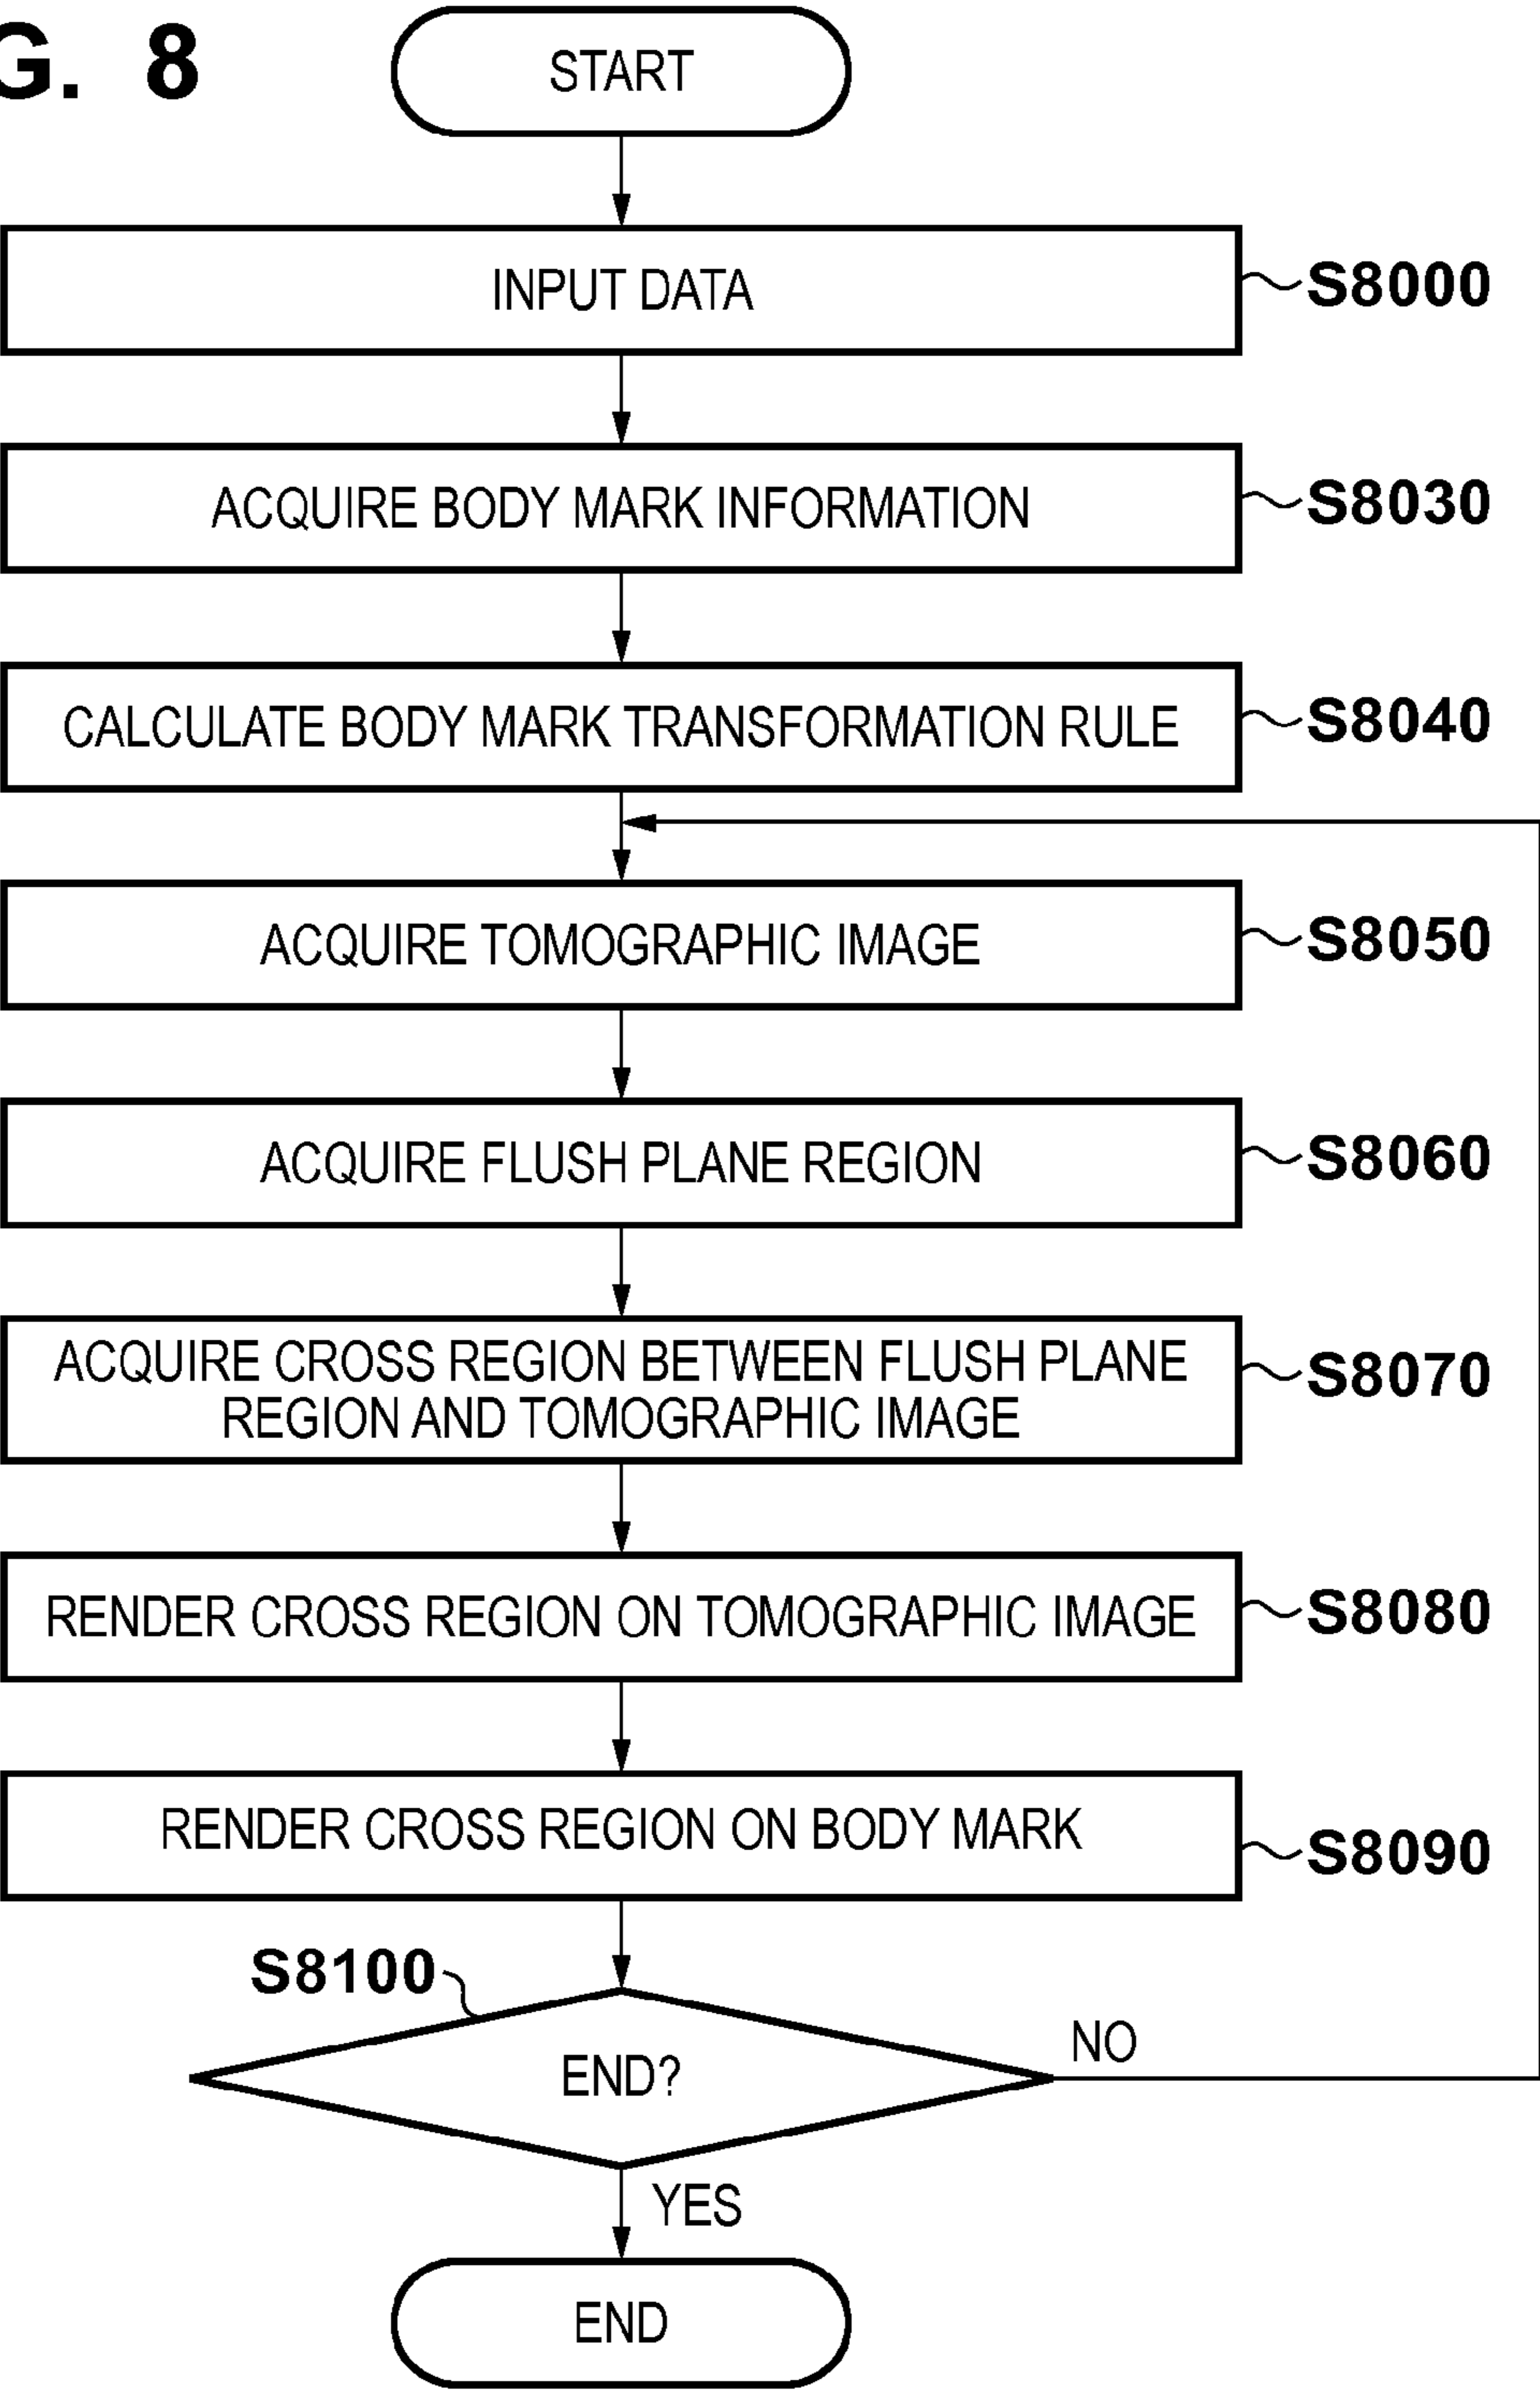 G. 8
START
INPUT DATA
S8000
ACQUIRE BODY MARK INFORMATION
S8030
CALCULATE BODY MARK TRANSFORMATION RULE
S8040
ACQUIRE TOMOGRAPHIC IMAGE
S8050
ACQUIRE FLUSH PLANE REGION
S8060
ACQUIRE CROSS REGION BETWEEN FLUSH PLANE
REGION AND TOMOGRAPHIC IMAGE
S8070
RENDER CROSS REGION ON TOMOGRAPHIC IMAGE
S8080
RENDER CROSS REGION ON BODY MARK
S8090
S8100
END?
NO
YES
END